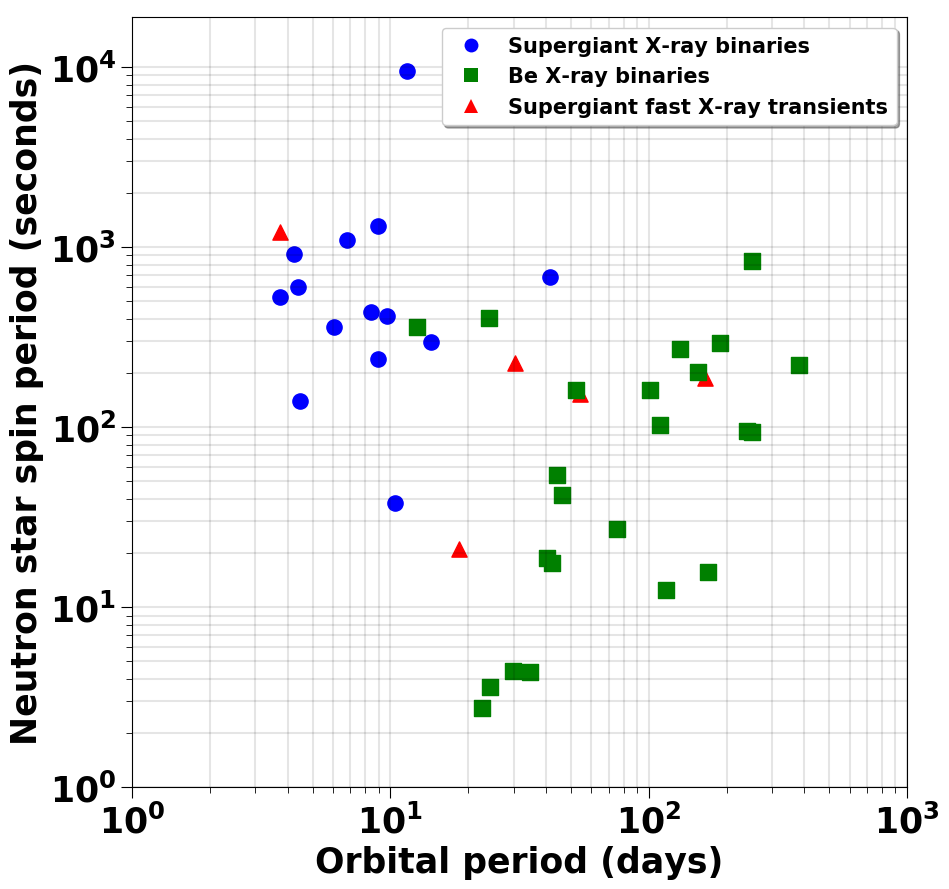 Supergiant X-ray binaries
Be X-ray binaries
Supergiant fast X-ray transients
Neutron star spin period (seconds)
10⁴
10³
10²
10¹
10⁰
10⁰ 10¹ 10² 10³
Orbital period (days)